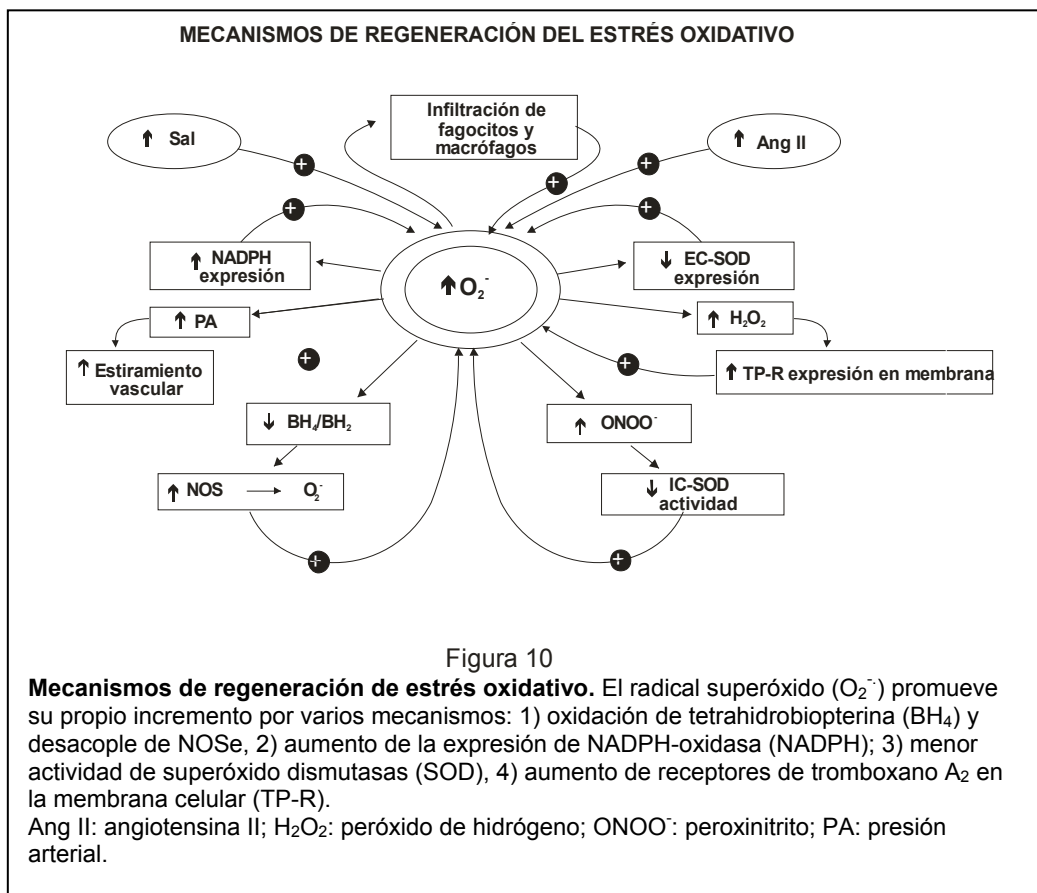 MECANISMOS DE REGENERACIÓN DEL ESTRÉS OXIDATIVO
↑ Sal
Infiltración de
fagocitos y
macrófagos
↑ Ang II
+
+
+
+
+
↑ NADPH
expresión
↑ O₂⁻
↓ EC-SOD
expresión
↑ PA
↑ H₂O₂
↑ Estiramiento
vascular
+
+
↑ TP-R expresión en membrana
↓ BH₄/BH₂
↑ ONOO⁻
↑ NOS → O₂⁻
↓ IC-SOD
actividad
+
+
Figura 10
Mecanismos de regeneración de estrés oxidativo. El radical superóxido (O₂⁻·) promueve
su propio incremento por varios mecanismos: 1) oxidación de tetrahidrobiopterina (BH₄) y
desacople de NOSe, 2) aumento de la expresión de NADPH-oxidasa (NADPH); 3) menor
actividad de superóxido dismutasas (SOD), 4) aumento de receptores de tromboxano A₂ en
la membrana celular (TP-R).
Ang II: angiotensina II; H₂O₂: peróxido de hidrógeno; ONOO⁻: peroxinitrito; PA: presión
arterial.